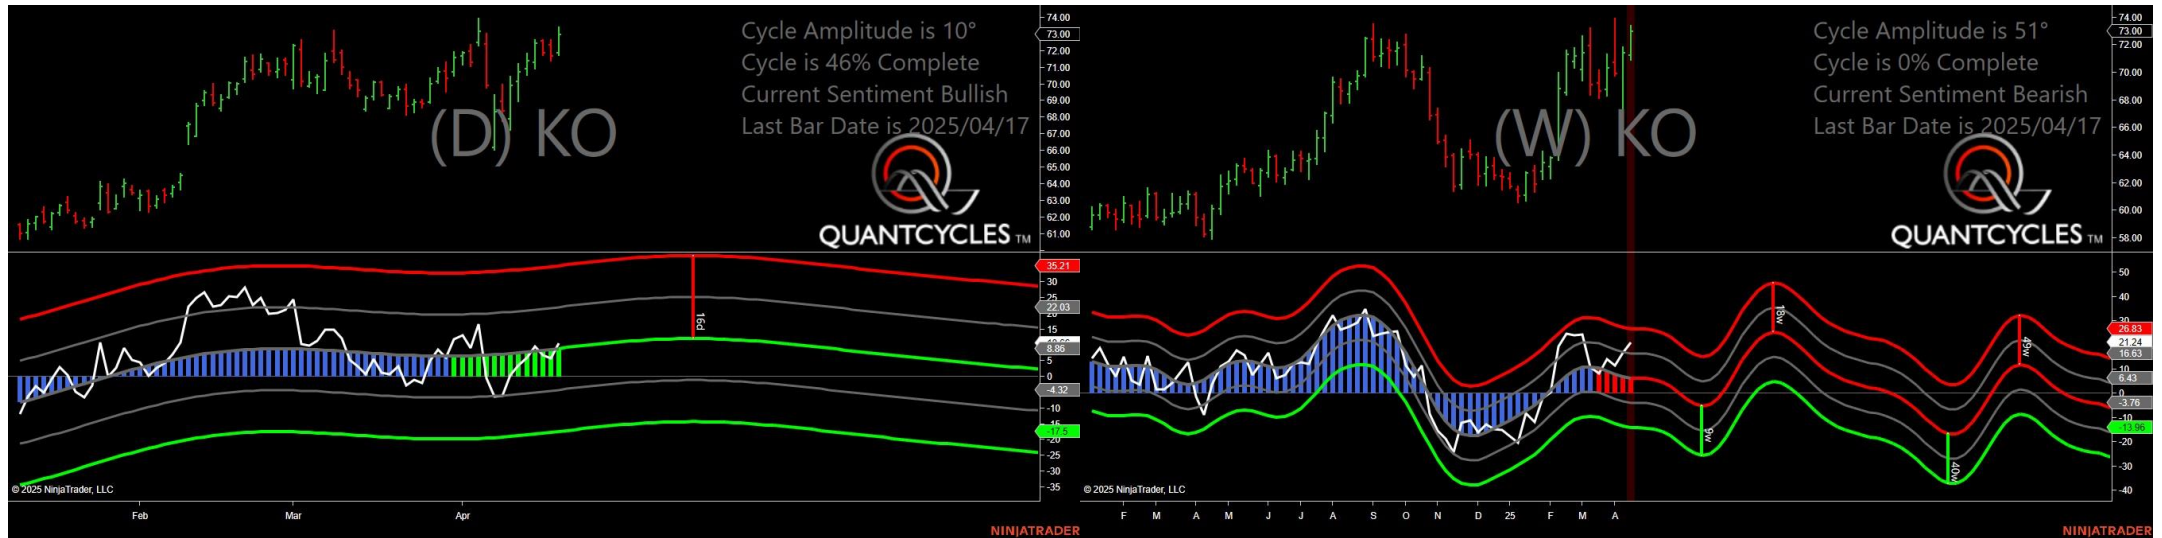 Cycle Amplitude is 10°
Cycle is 46% Complete
Current Sentiment Bullish
Last Bar Date is 2025/04/17
(D) KO
QUANTCYCLES TM
74.00
73.00
72.00
71.00
70.00
69.00
68.00
67.00
66.00
65.00
64.00
63.00
62.00
61.00
35.21
30
25
22.03
20
15
8.86
5
0
-4.32
-10
-17.5
-20
-25
-30
-35
16d
© 2025 NinjaTrader, LLC
Feb Mar Apr
NINJATRADER
Cycle Amplitude is 51°
Cycle is 0% Complete
Current Sentiment Bearish
Last Bar Date is 2025/04/17
(W) KO
QUANTCYCLES TM
74.00
73.00
72.00
70.00
68.00
66.00
64.00
62.00
60.00
58.00
50
40
30
26.83
21.24
16.63
10
6.43
0
-3.76
-10
-13.96
-20
-30
-40
9w
18w
40w
49w
© 2025 NinjaTrader, LLC
F M A M J J A S O N D 25 F M A
NINJATRADER